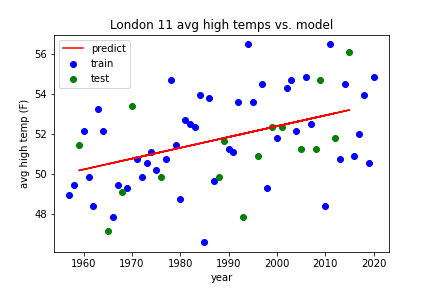 London 11 avg high temps vs. model
predict
train
test
56
54
52
50
48
avg high temp (F)
1960 1970 1980 1990 2000 2010 2020
year